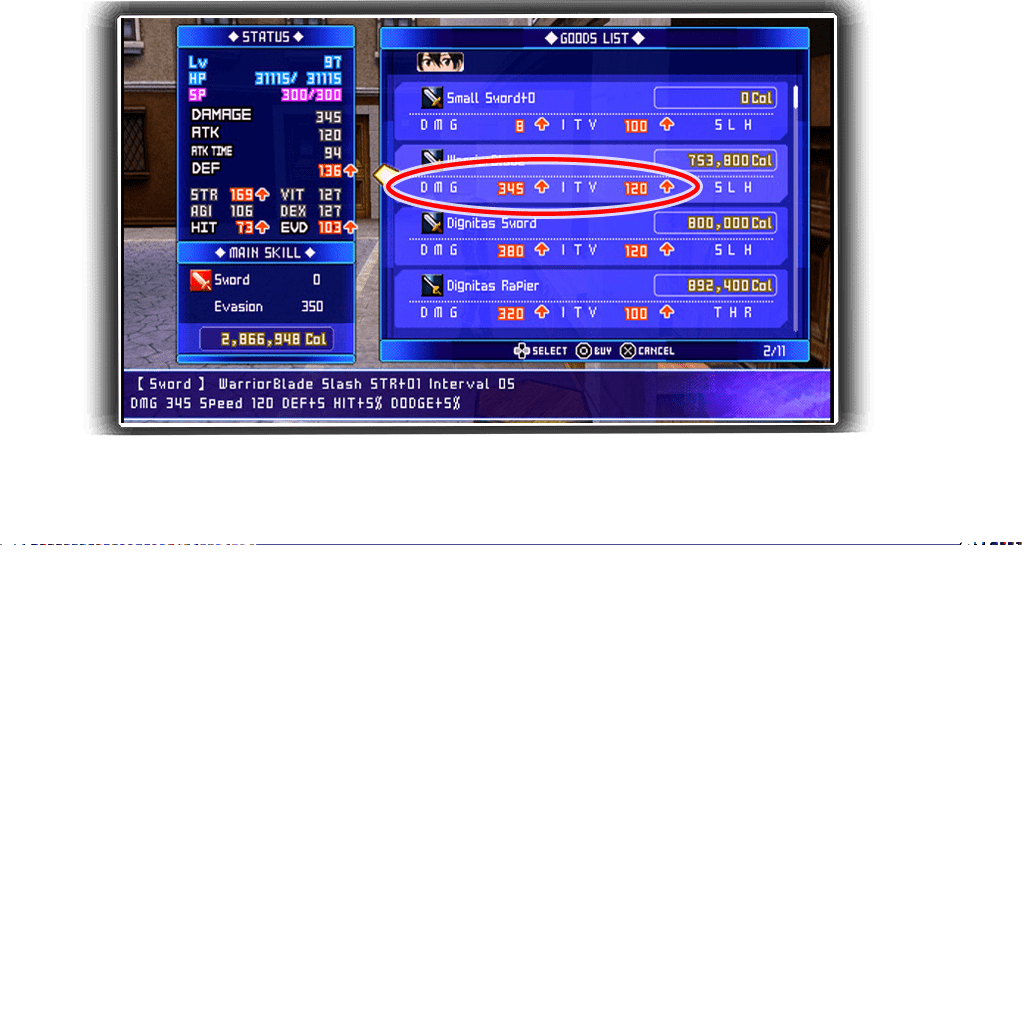 ◆STATUS◆
Lv 97
HP 31115/ 31115
SP 300/300
DAMAGE 345
ATK 120
ATK TIME 94
DEF 136
STR 169 VIT 127
AGI 106 DEX 127
HIT 73 EVD 103
◆MAIN SKILL◆
Sword 0
Evasion 350
2,866,948 Col
◆GOODS LIST◆
Small Sword+0 0 Col
DMG 8 ITV 100 SLH
WarriorBlade 753,800 Col
DMG 345 ITV 120 SLH
Dignitas Sword 800,000 Col
DMG 380 ITV 120 SLH
Dignitas Rapier 892,400 Col
DMG 320 ITV 100 THR
SELECT BUY CANCEL 2/11
【Sword】 WarriorBlade Slash STR+01 Interval 05
DMG 345 Speed 120 DEF+5 HIT+5% DODGE+5%